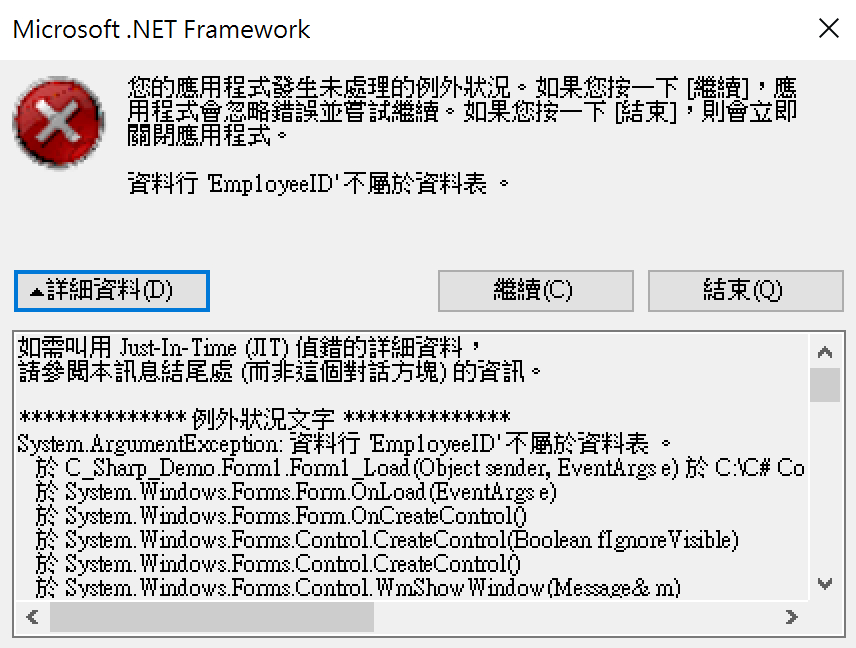 Microsoft .NET Framework
您的應用程式發生未處理的例外狀況。如果您按一下 [繼續]，應
用程式會忽略錯誤並嘗試繼續。如果您按一下 [結束]，則會立即
關閉應用程式。
資料行 'EmployeeID' 不屬於資料表 。
詳細資料(D)
繼續(C)
結束(Q)
如需叫用 Just-In-Time (JIT) 偵錯的詳細資料，
請參閱本訊息結尾處 (而非這個對話方塊) 的資訊。
************** 例外狀況文字 **************
System.ArgumentException: 資料行 'EmployeeID' 不屬於資料表 。
於 C_Sharp_Demo.Form1.Form1_Load(Object sender, EventArgs e) 於 C:\C# Co
於 System.Windows.Forms.Form.OnLoad(EventArgs e)
於 System.Windows.Forms.Form.OnCreateControl()
於 System.Windows.Forms.Control.CreateControl(Boolean fIgnoreVisible)
於 System.Windows.Forms.Control.CreateControl()
於 System.Windows.Forms.Control.WmShowWindow(Message& m)